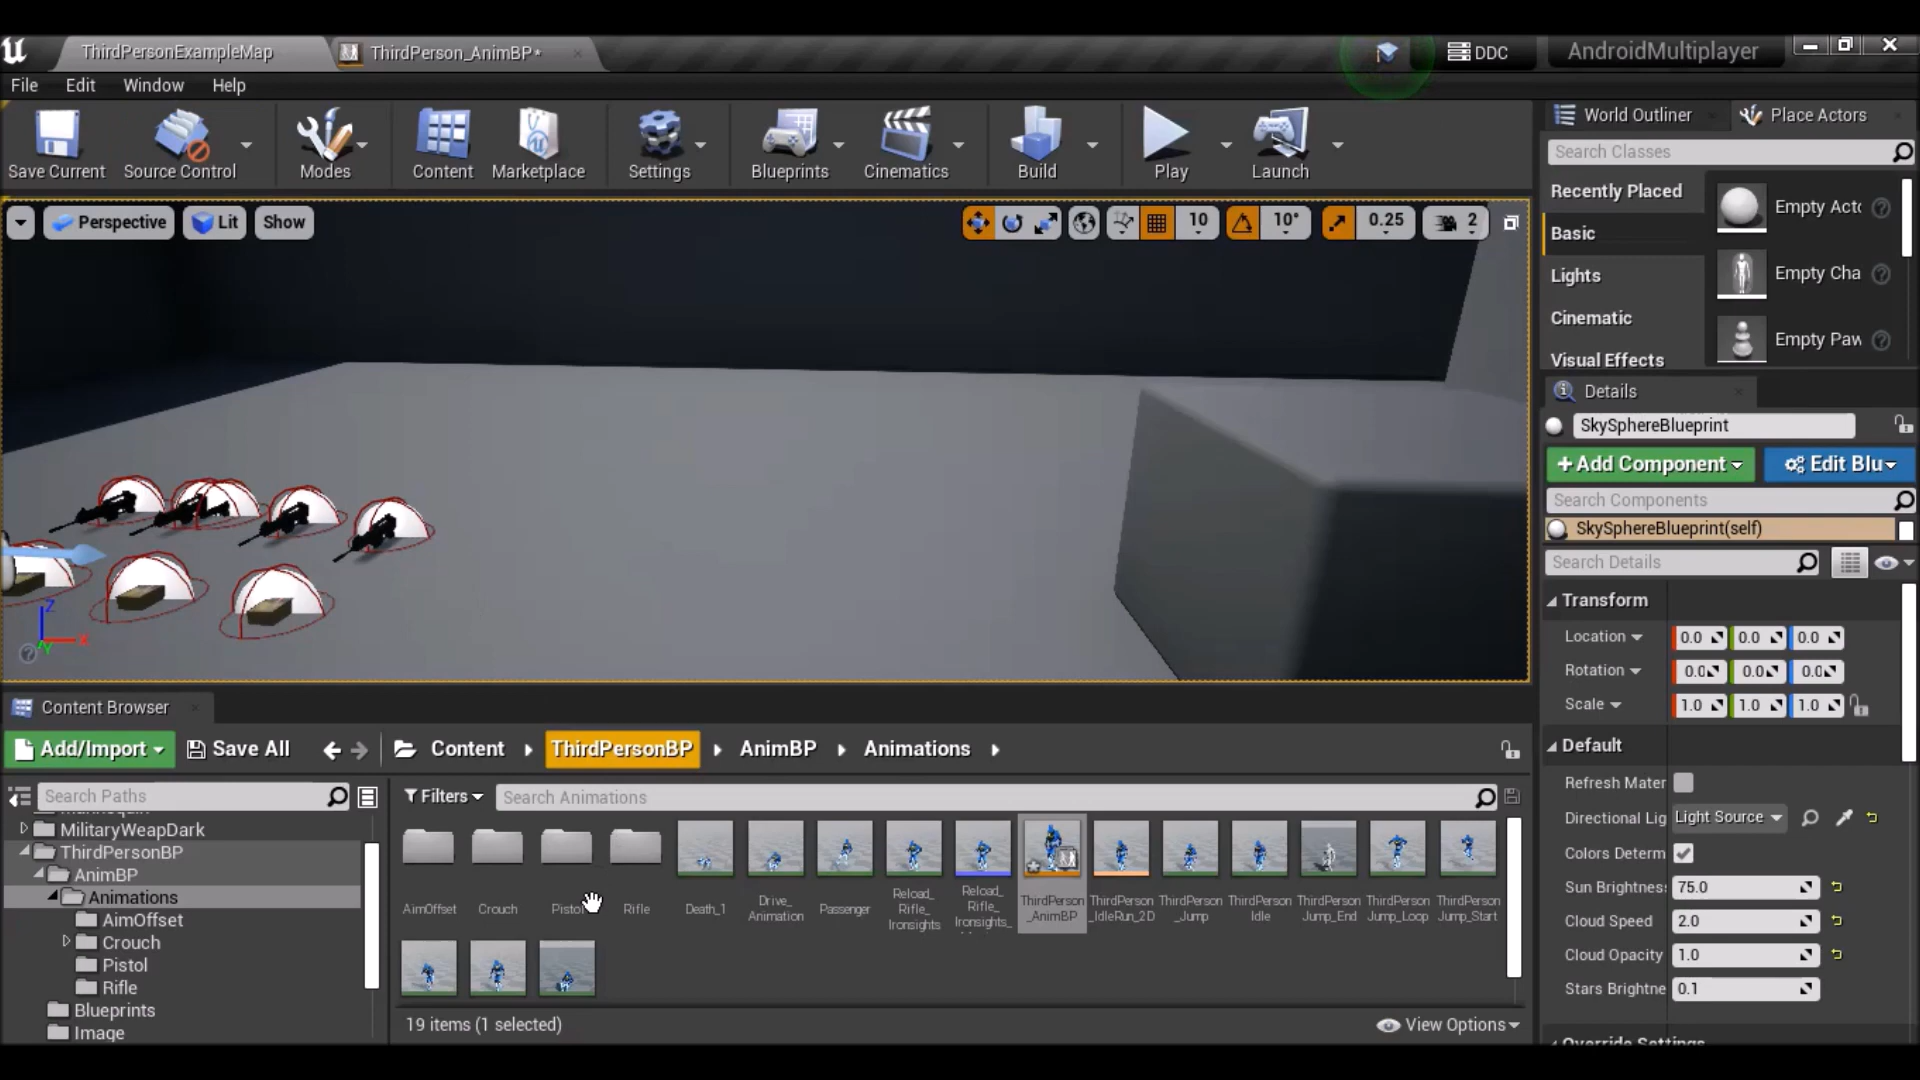 ThirdPersonExampleMap
ThirdPerson_AnimBP*
DDC
AndroidMultiplayer
File Edit Window Help
Save Current
Source Control
Modes
Content
Marketplace
Settings
Blueprints
Cinematics
Build
Play
Launch
World Outliner
Place Actors
Search Classes
Recently Placed
Basic
Lights
Cinematic
Visual Effects
Empty Actc
Empty Cha
Empty Paw
Perspective Lit Show
10 10° 0.25 2
Z
X
Y
Details
SkySphereBlueprint
+Add Component
Edit Blu
Search Components
SkySphereBlueprint(self)
Search Details
Transform
Location 0.0 0.0 0.0
Rotation 0.0 0.0 0.0
Scale 1.0 1.0 1.0
Default
Refresh Mater
Directional Lig Light Source
Colors Determ
Sun Brightnes 75.0
Cloud Speed 2.0
Cloud Opacity 1.0
Stars Brightne 0.1
Override Settings
Content Browser
Add/Import Save All Content ThirdPersonBP AnimBP Animations
Search Paths
MilitaryWeapDark
ThirdPersonBP
AnimBP
Animations
AimOffset
Crouch
Pistol
Rifle
Blueprints
Image
Filters
Search Animations
AimOffset
Crouch
Pistol
Rifle
Death_1
Drive_
Animation
Passenger
Reload_
Rifle_
Ironsights
Reload_
Rifle_
Ironsights_
ThirdPerson
_AnimBP
ThirdPerson
_IdleRun_2D
ThirdPerson
_Jump
ThirdPerson
Idle
ThirdPerson
Jump_End
ThirdPerson
Jump_Loop
ThirdPerson
Jump_Start
19 items (1 selected)
View Options